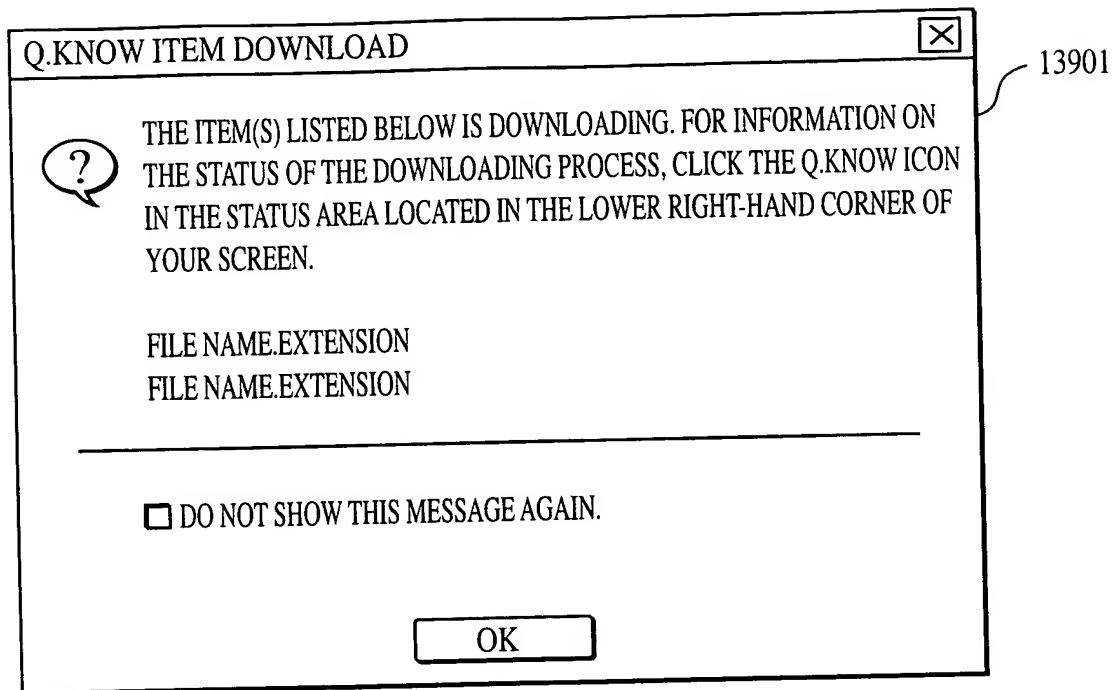 Q.KNOW ITEM DOWNLOAD
13901
?
THE ITEM(S) LISTED BELOW IS DOWNLOADING. FOR INFORMATION ON
THE STATUS OF THE DOWNLOADING PROCESS, CLICK THE Q.KNOW ICON
IN THE STATUS AREA LOCATED IN THE LOWER RIGHT-HAND CORNER OF
YOUR SCREEN.
FILE NAME.EXTENSION
FILE NAME.EXTENSION
DO NOT SHOW THIS MESSAGE AGAIN.
OK